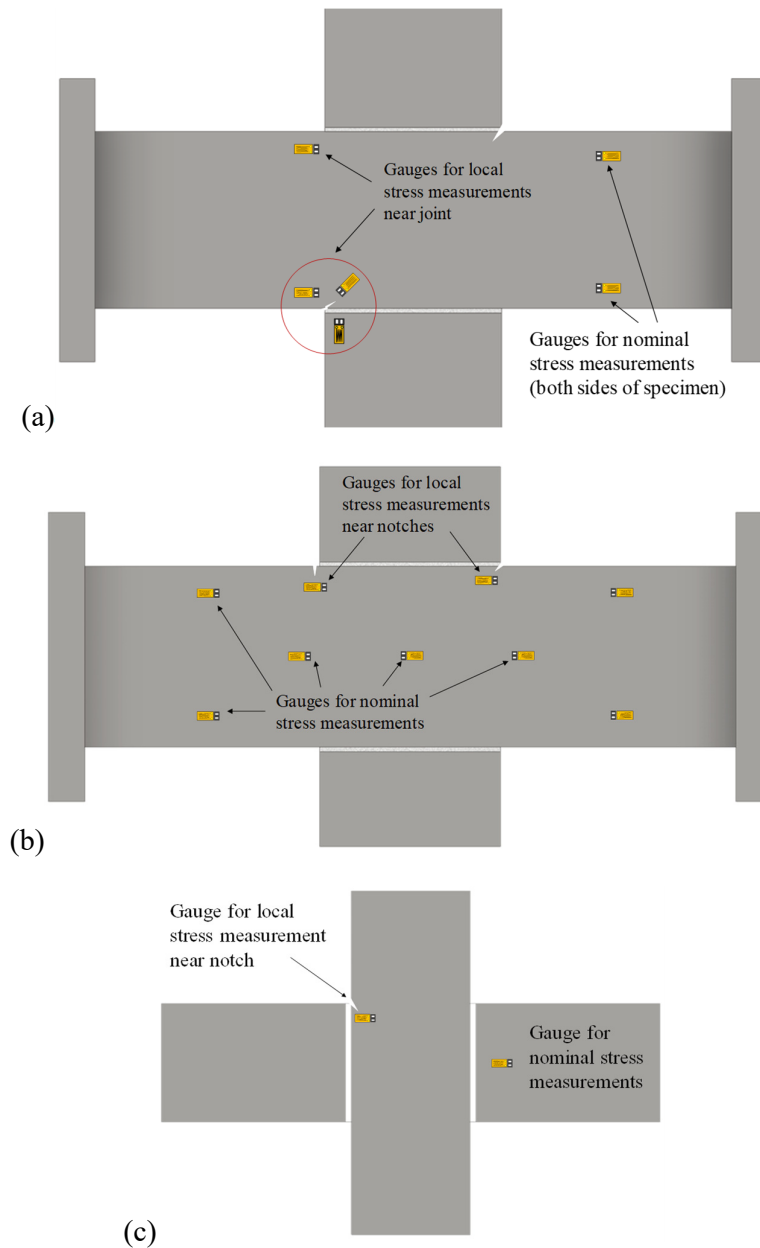 Gauges for local
stress measurements
near joint
Gauges for nominal
stress measurements
(both sides of specimen)
(a)
Gauges for local
stress measurements
near notches
Gauges for nominal
stress measurements
(b)
Gauge for local
stress measurement
near notch
Gauge for
nominal stress
measurements
(c)